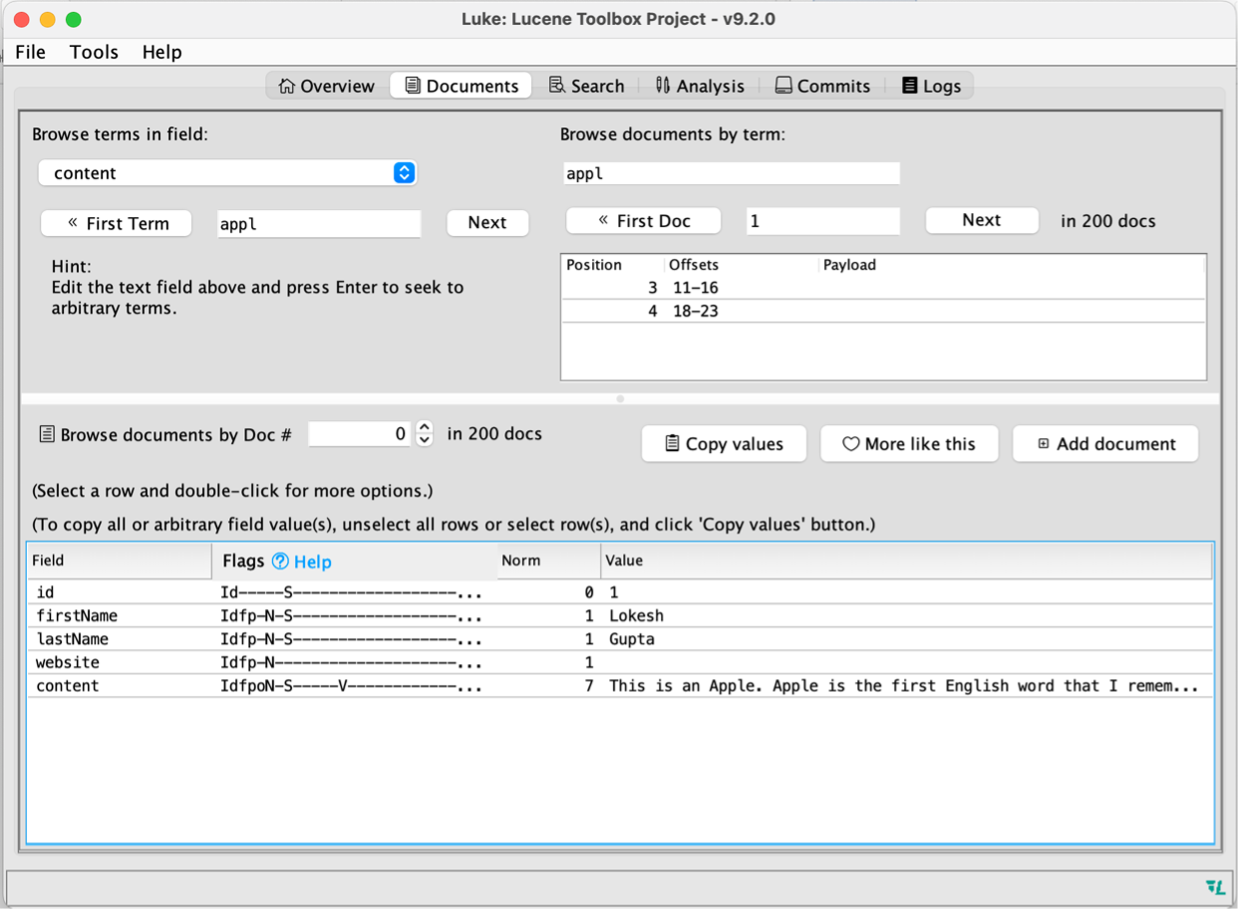 Luke: Lucene Toolbox Project - v9.2.0
File Tools Help
Overview Documents Search Analysis Commits Logs
Browse terms in field:
content
« First Term appl Next
Hint:
Edit the text field above and press Enter to seek to
arbitrary terms.
Browse documents by term:
appl
« First Doc 1 Next in 200 docs
Position Offsets Payload
3 11-16
4 18-23
Browse documents by Doc # 0 in 200 docs
Copy values More like this Add document
(Select a row and double-click for more options.)
(To copy all or arbitrary field value(s), unselect all rows or select row(s), and click 'Copy values' button.)
Field Flags ? Help Norm Value
id Id-----S------------------... 0 1
firstName Idfp-N-S------------------... 1 Lokesh
lastName Idfp-N-S------------------... 1 Gupta
website Idfp-N--------------------... 1
content IdfpoN-S-----V------------... 7 This is an Apple. Apple is the first English word that I remem...